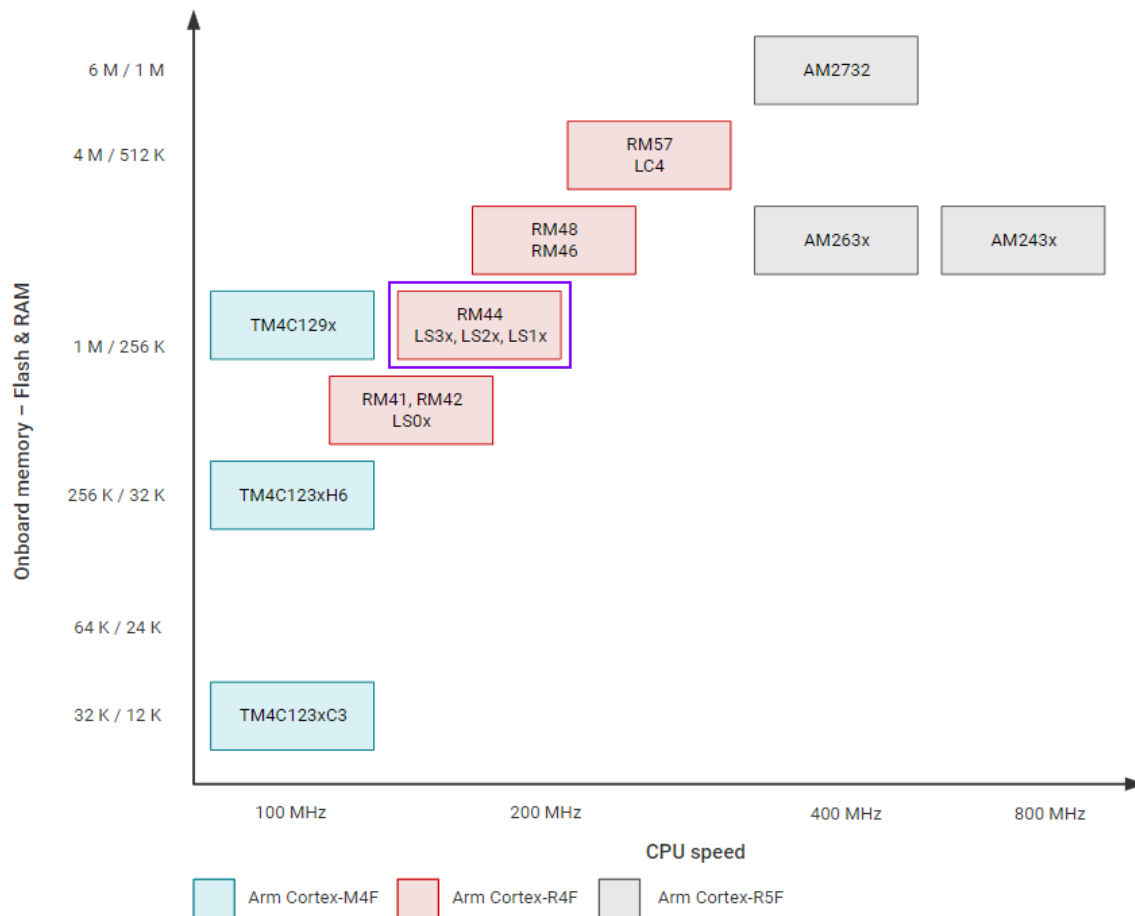 6 M / 1 M
AM2732
4 M / 512 K
RM57
LC4
RM48
RM46
AM263x
AM243x
Onboard memory – Flash & RAM
1 M / 256 K
TM4C129x
RM44
LS3x, LS2x, LS1x
RM41, RM42
LS0x
256 K / 32 K
TM4C123xH6
64 K / 24 K
32 K / 12 K
TM4C123xC3
100 MHz
200 MHz
400 MHz
800 MHz
CPU speed
Arm Cortex-M4F
Arm Cortex-R4F
Arm Cortex-R5F